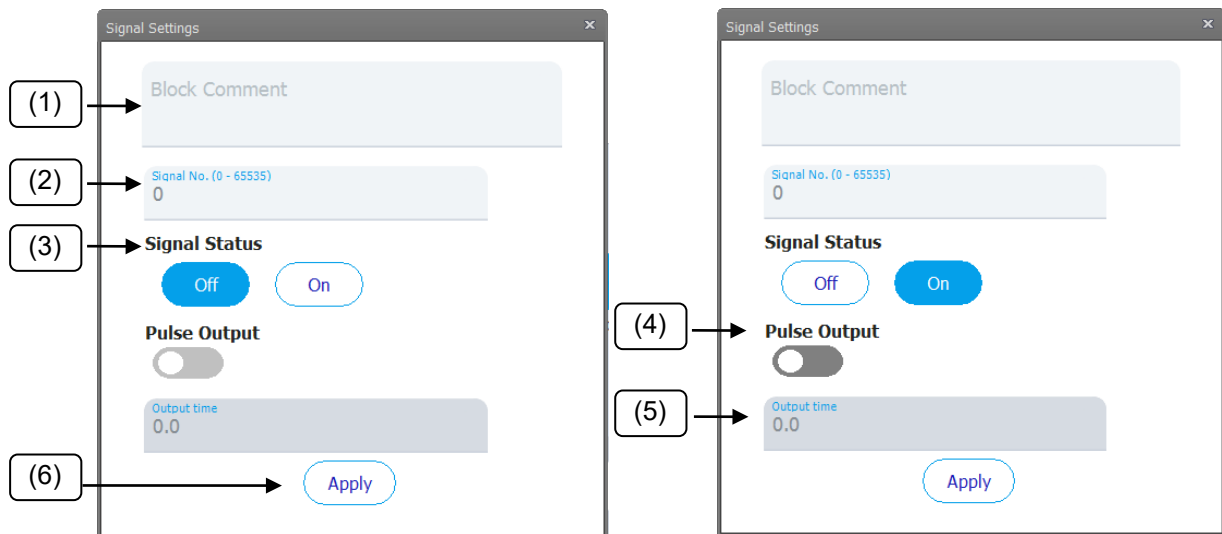 Signal Settings ×
(1) Block Comment
(2) Signal No. (0 - 65535)
0
(3) Signal Status
Off On
Pulse Output
Output time
0.0
(6) Apply
Signal Settings ×
Block Comment
Signal No. (0 - 65535)
0
Signal Status
Off On
(4) Pulse Output
(5) Output time
0.0
Apply